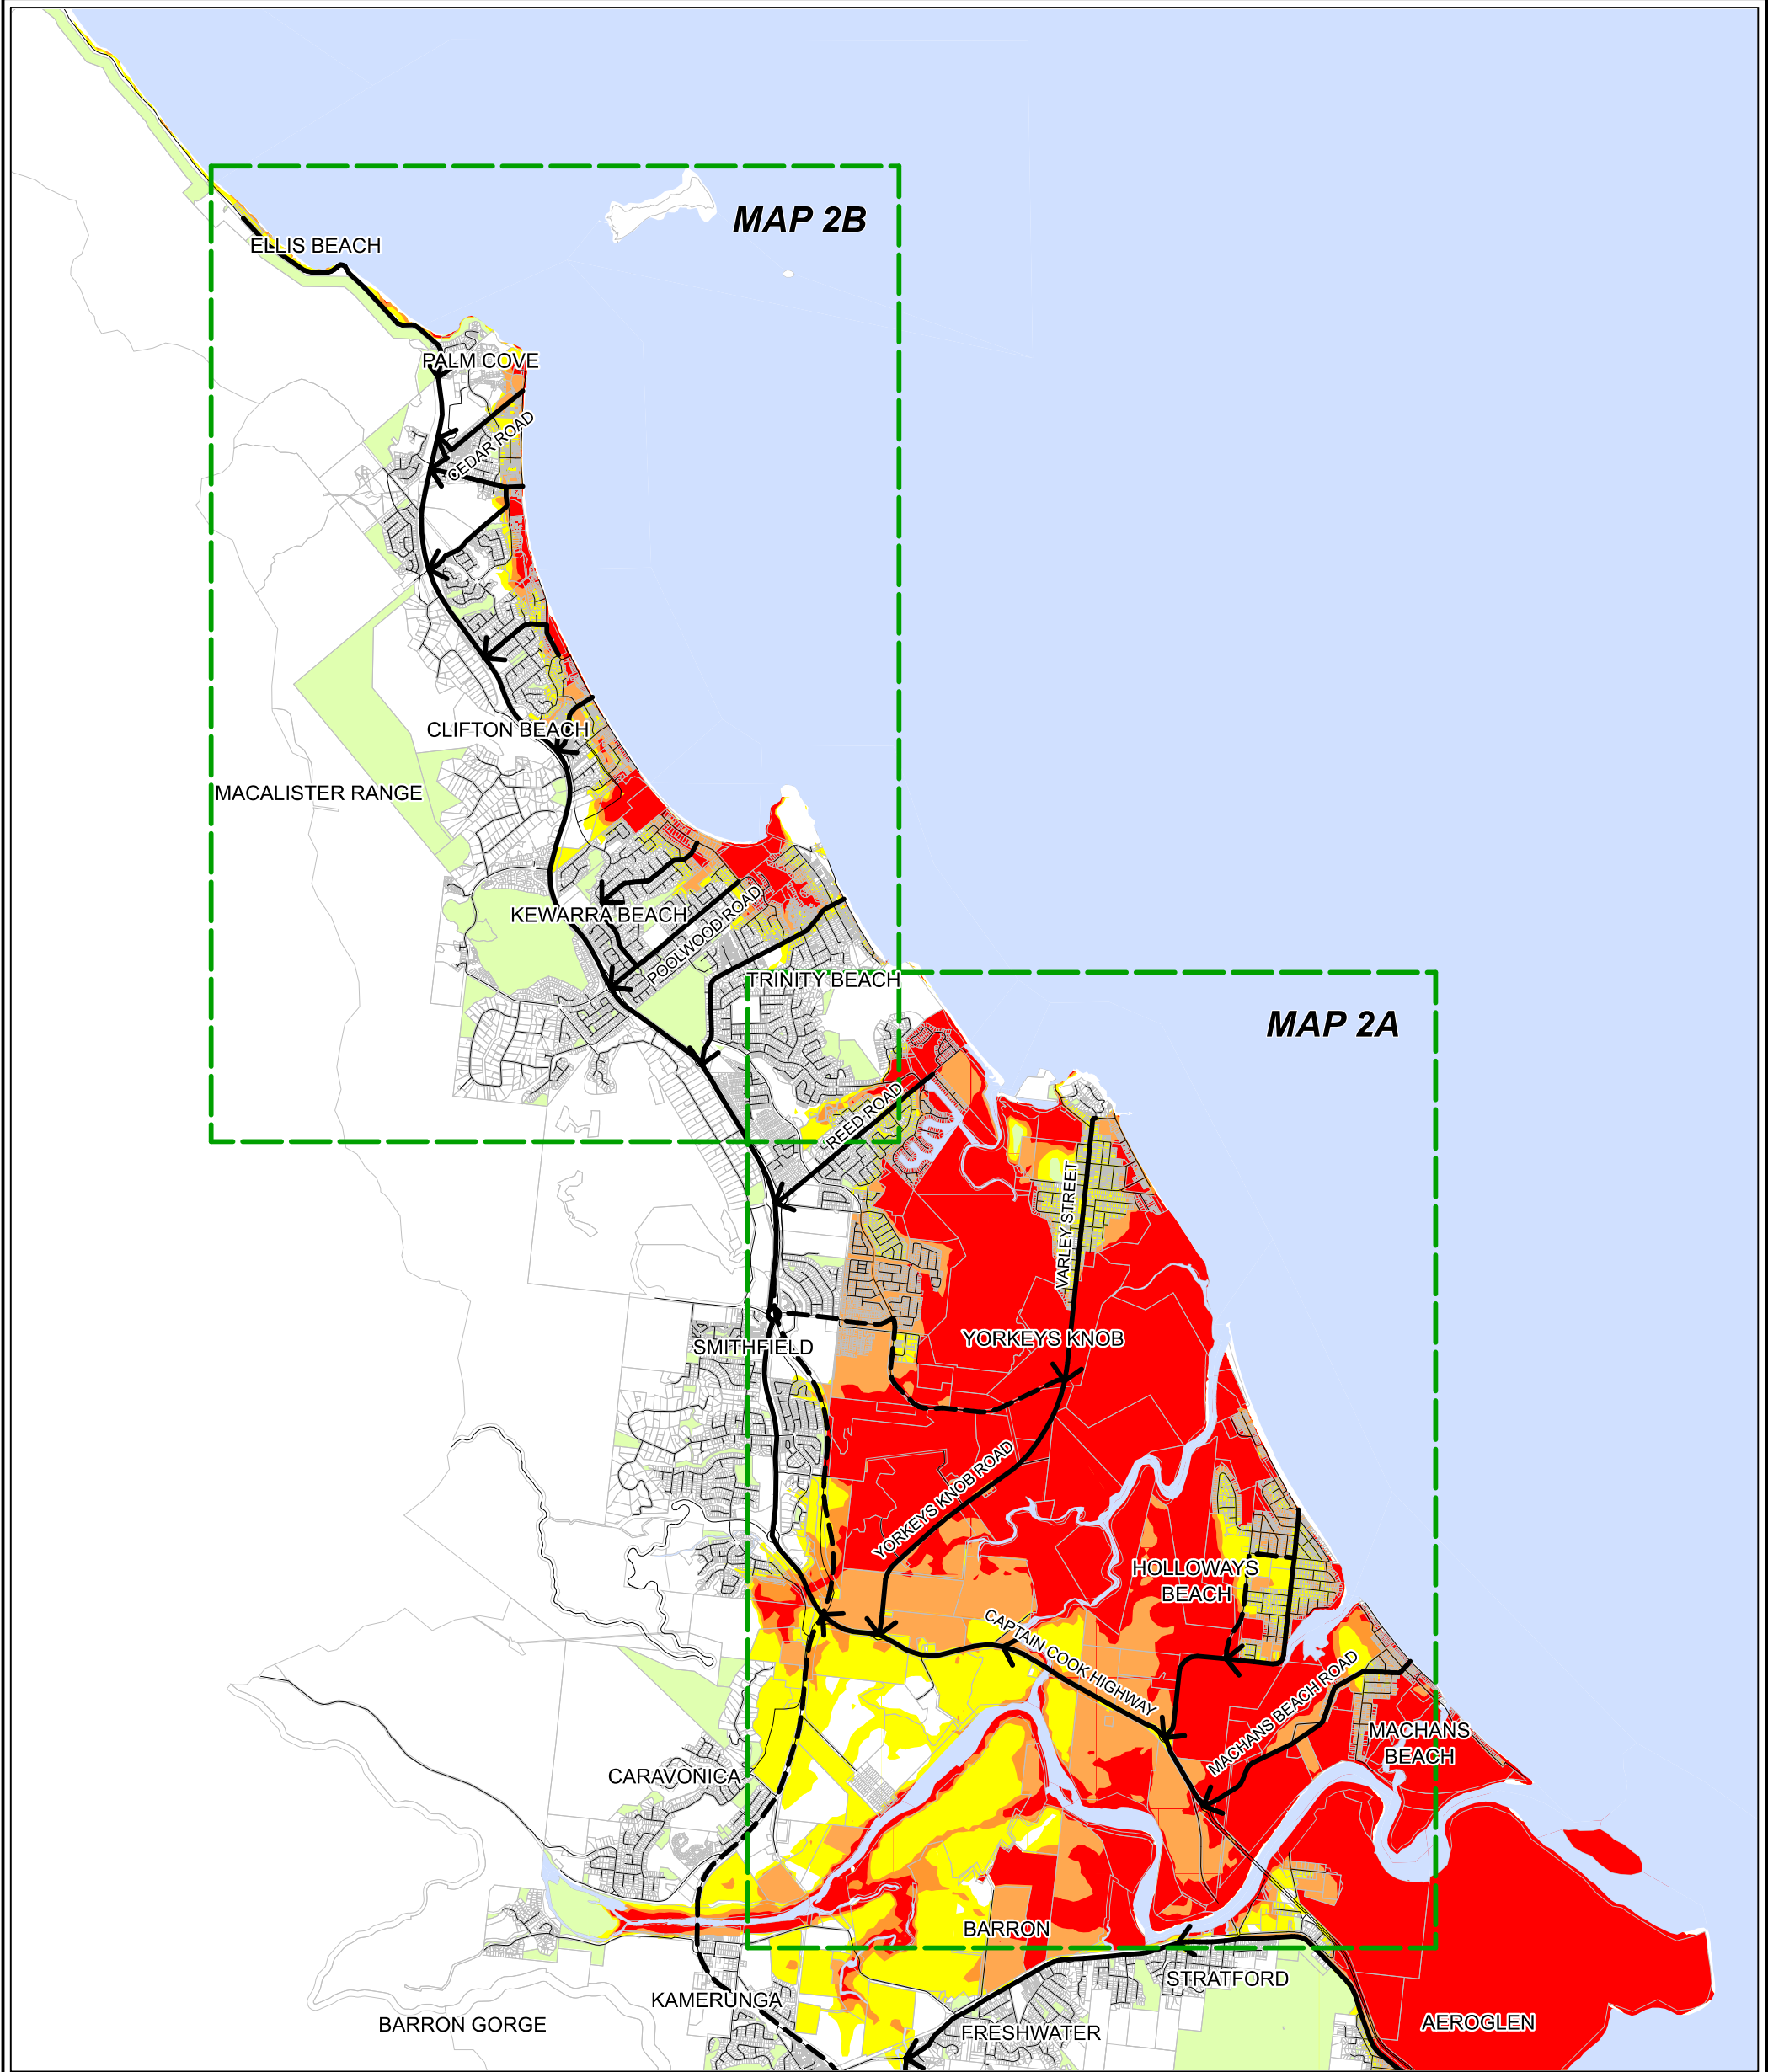 MAP 2B
ELLIS BEACH
PALM COVE
CEDAR ROAD
CLIFTON BEACH
MACALISTER RANGE
KEWARRA BEACH
POOLWOOD ROAD
TRINITY BEACH
MAP 2A
REED ROAD
VARLEY STREET
YORKEYS KNOB
SMITHFIELD
YORKEYS KNOB ROAD
HOLLOWAYS
BEACH
CAPTAIN COOK HIGHWAY
MACHANS BEACH ROAD
MACHANS
BEACH
CARAVONICA
BARRON
STRATFORD
KAMERUNGA
BARRON GORGE
FRESHWATER
AEROGLEN